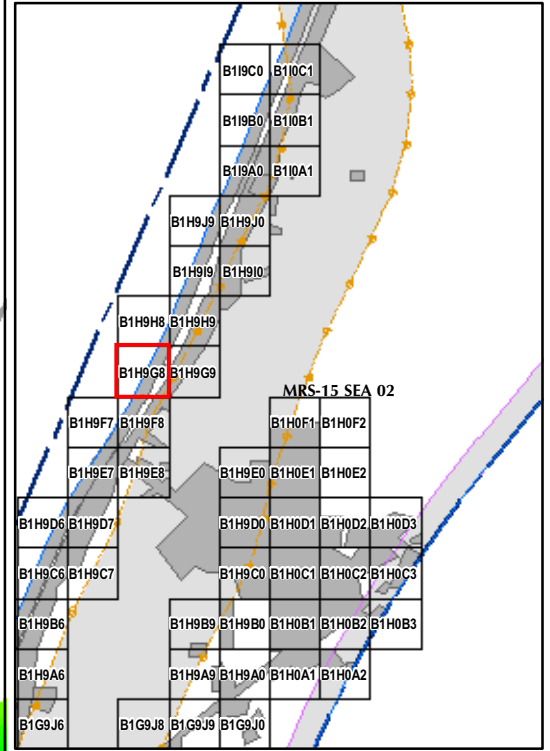 B1I9C0 B1I0C1
B1I9B0 B1I0B1
B1I9A0 B1I0A1
B1H9J9 B1H9J0
B1H9I9 B1H9I0
B1H9H8 B1H9H9
B1H9G8 B1H9G9
MRS-15 SEA 02
B1H9F7 B1H9F8 B1H0F1 B1H0F2
B1H9E7 B1H9E8 B1H9E0 B1H0E1 B1H0E2
B1H9D6 B1H9D7 B1H9D0 B1H0D1 B1H0D2 B1H0D3
B1H9C6 B1H9C7 B1H9C0 B1H0C1 B1H0C2 B1H0C3
B1H9B6 B1H9B9 B1H9B0 B1H0B1 B1H0B2 B1H0B3
B1H9A6 B1H9A9 B1H9A0 B1H0A1 B1H0A2
B1G9J6 B1G9J8 B1G9J9 B1G9J0